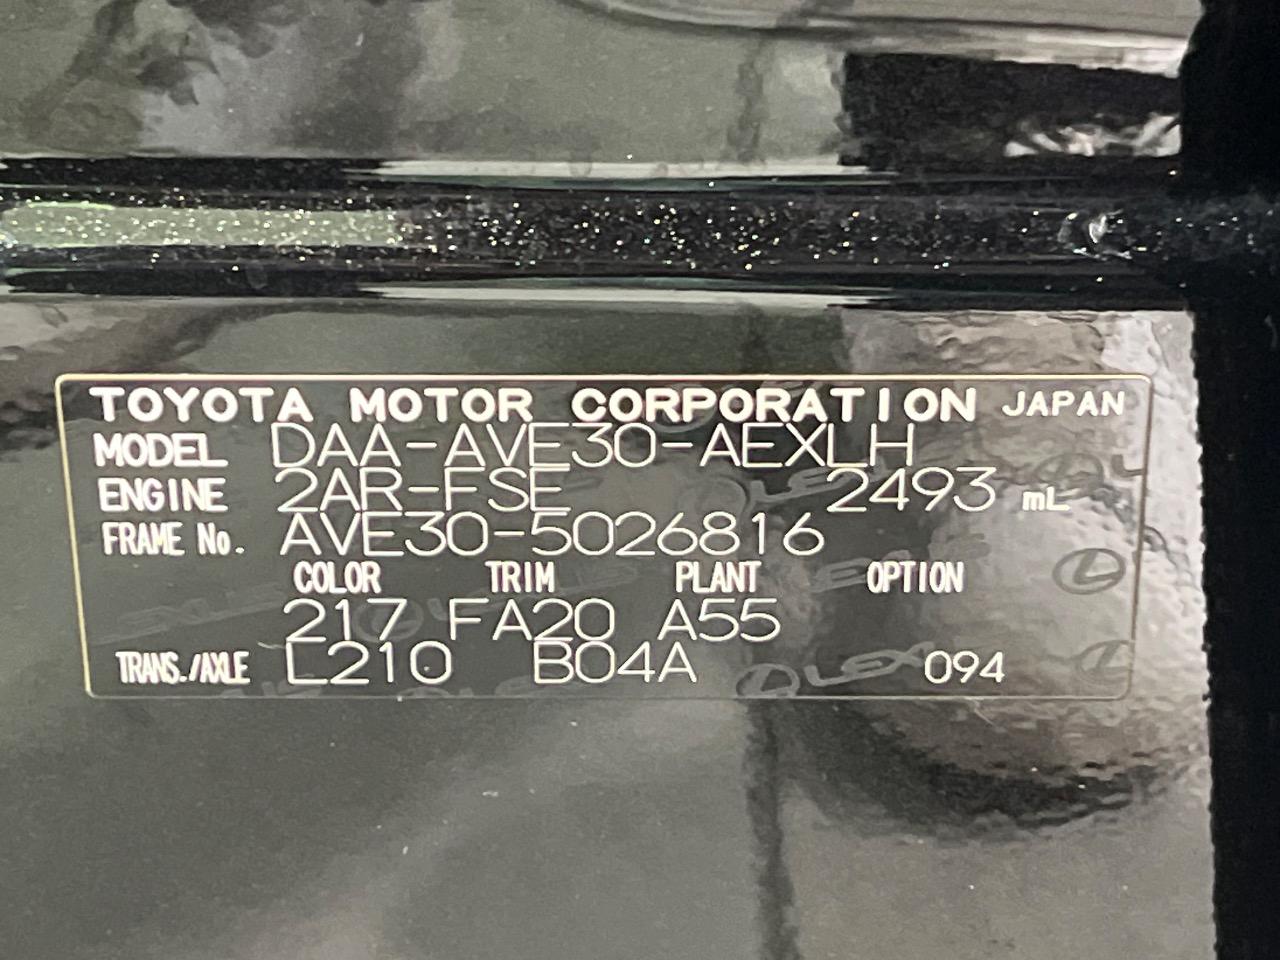 TOYOTA MOTOR CORPORATION JAPAN
MODEL DAA-AVE30-AEXLH
ENGINE 2AR-FSE 2493 mL
FRAME No. AVE30-5026816
COLOR TRIM PLANT OPTION
217 FA20 A55
TRANS./AXLE L210 B04A 094